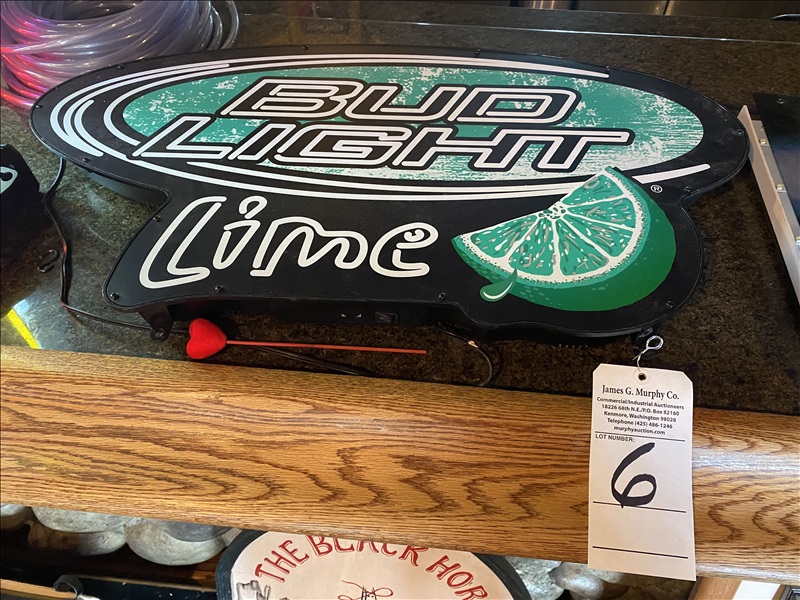 BUD
LIGHT
Lime
®
James G. Murphy Co.
Commercial/Industrial Auctioneers
18226 68th N.E./P.O. Box 82160
Kenmore, Washington 98028
Telephone (425) 486-1246
murphyauction.com
LOT NUMBER:
6
THE BLACK HOR